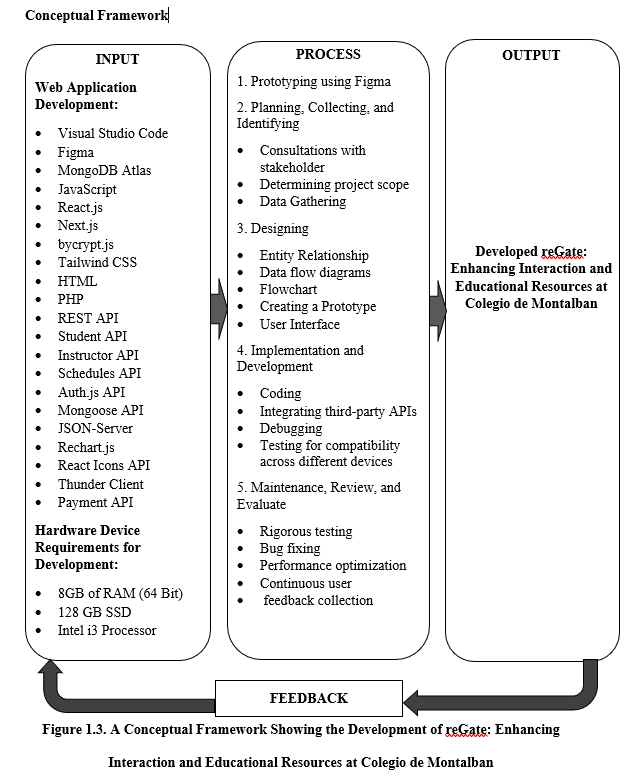 Conceptual Framework
INPUT
Web Application
Development:
• Visual Studio Code
• Figma
• MongoDB Atlas
• JavaScript
• React.js
• Next.js
• bycrypt.js
• Tailwind CSS
• HTML
• PHP
• REST API
• Student API
• Instructor API
• Schedules API
• Auth.js API
• Mongoose API
• JSON-Server
• Rechart.js
• React Icons API
• Thunder Client
• Payment API
Hardware Device
Requirements for
Development:
• 8GB of RAM (64 Bit)
• 128 GB SSD
• Intel i3 Processor
PROCESS
1. Prototyping using Figma
2. Planning, Collecting, and
Identifying
• Consultations with
stakeholder
• Determining project scope
• Data Gathering
3. Designing
• Entity Relationship
• Data flow diagrams
• Flowchart
• Creating a Prototype
• User Interface
4. Implementation and
Development
• Coding
• Integrating third-party APIs
• Debugging
• Testing for compatibility
across different devices
5. Maintenance, Review, and
Evaluate
• Rigorous testing
• Bug fixing
• Performance optimization
• Continuous user
• feedback collection
OUTPUT
Developed reGate:
Enhancing Interaction and
Educational Resources at
Colegio de Montalban
FEEDBACK
Figure 1.3. A Conceptual Framework Showing the Development of reGate: Enhancing
Interaction and Educational Resources at Colegio de Montalban